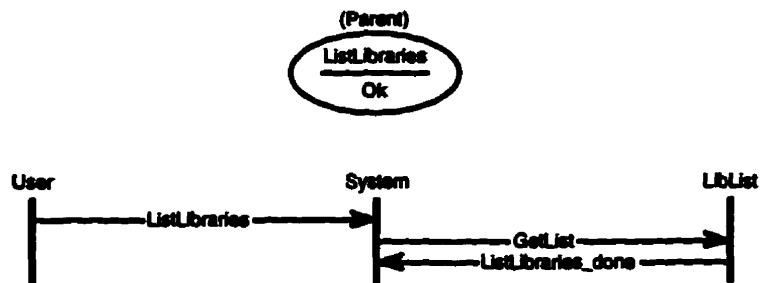 (Parent)
ListLibraries
Ok
User System LibList
ListLibraries
GetList
ListLibraries_done